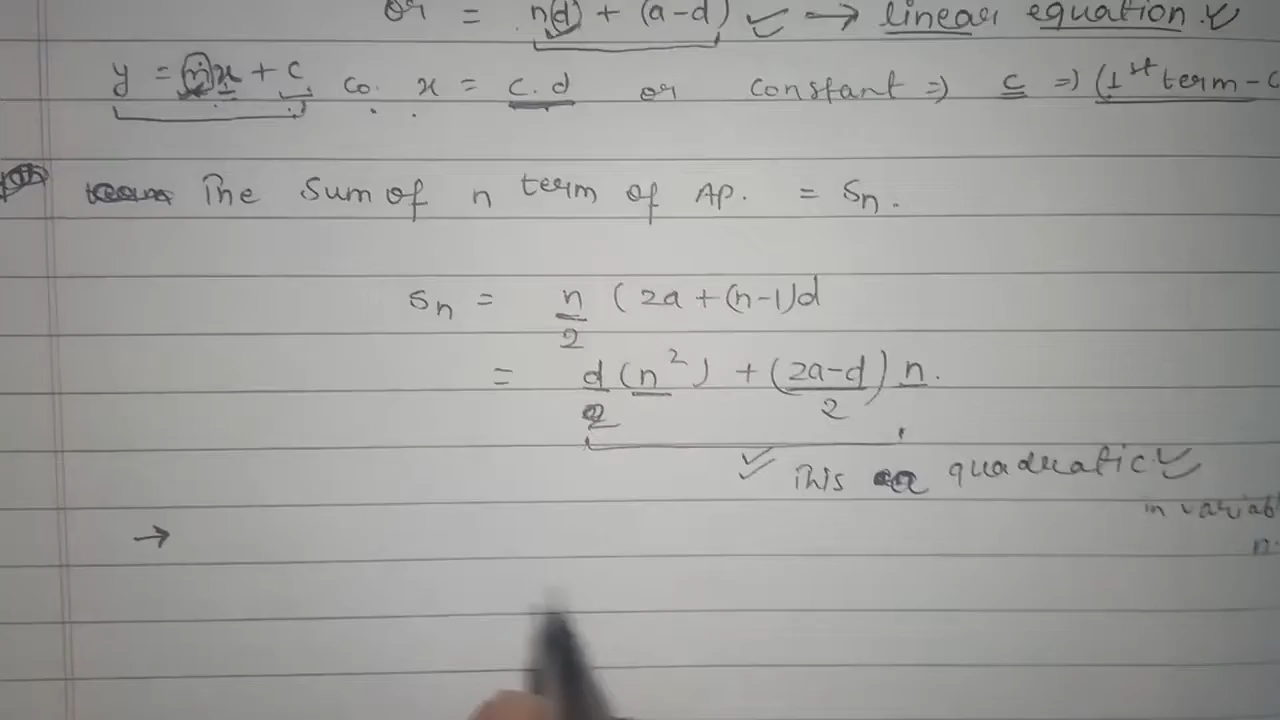 or = n(d) + (a-d) ✓ → linear equation.
y = mx + c co. x = c.d or constant ⇒ c ⇒ (1st term - c
The sum of n term of AP. = Sn.
Sn = n/2 (2a + (n-1)d
= d/2 (n²) + (2a-d)/2 n.
✓ This quadratic
in variab
n.
→